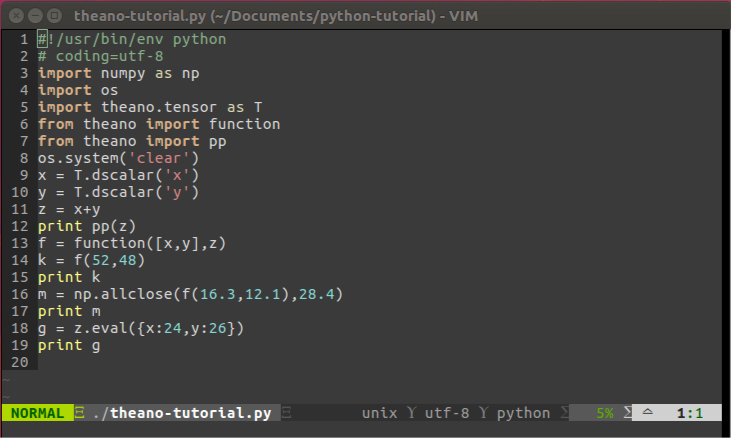 theano-tutorial.py (~/Documents/python-tutorial) - VIM
1 #!/usr/bin/env python
2 # coding=utf-8
3 import numpy as np
4 import os
5 import theano.tensor as T
6 from theano import function
7 from theano import pp
8 os.system('clear')
9 x = T.dscalar('x')
10 y = T.dscalar('y')
11 z = x+y
12 print pp(z)
13 f = function([x,y],z)
14 k = f(52,48)
15 print k
16 m = np.allclose(f(16.3,12.1),28.4)
17 print m
18 g = z.eval({x:24,y:26})
19 print g
20
~
~
NORMAL Ξ ./theano-tutorial.py Ξ unix ϒ utf-8 ϒ python Σ 5% Σ 1:1